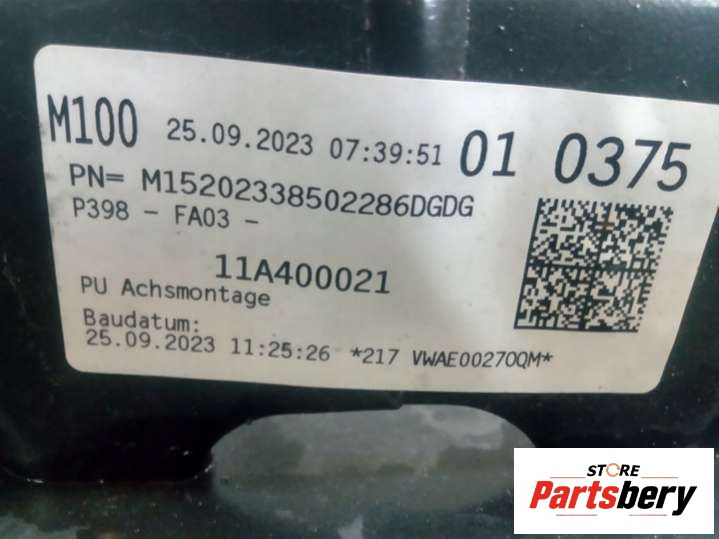 M100 25.09.2023 07:39:51 01 0375
PN= M15202338502286DGDG
P398 - FA03 -
11A400021
PU Achsmontage
Baudatum:
25.09.2023 11:25:26 *217 VWAE00270QM*
STORE
Partsbery